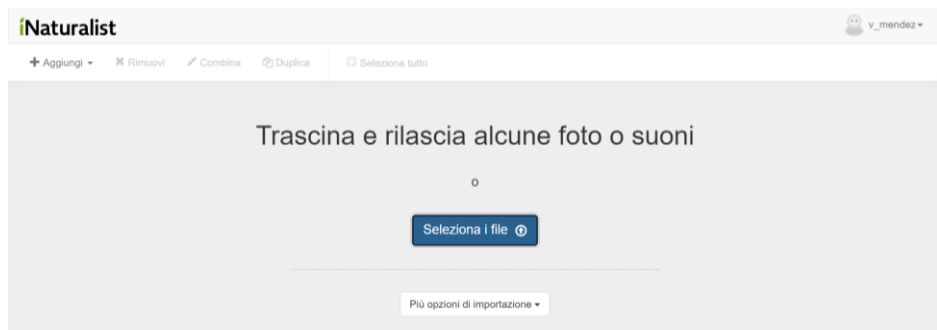 iNaturalist
v_mendez
Aggiungi Rimuovi Combina Duplica Seleziona tutto
Trascina e rilascia alcune foto o suoni
o
Seleziona i file
Più opzioni di importazione